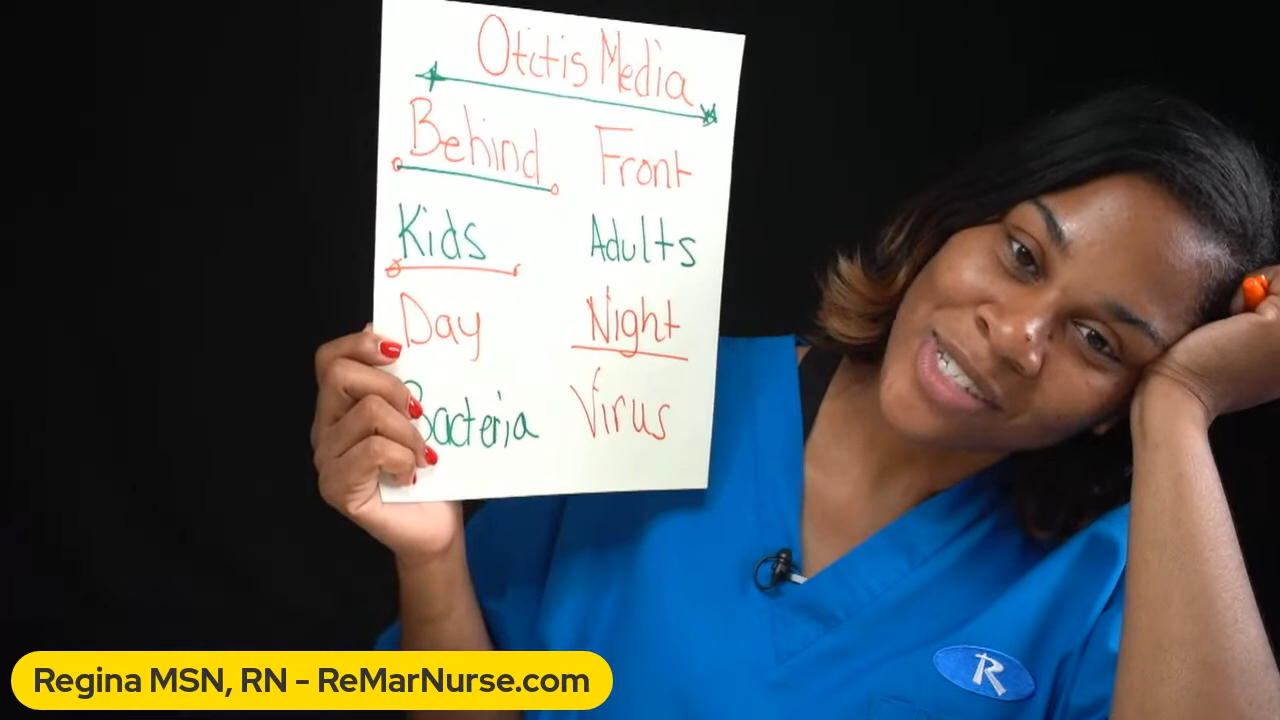 Otitis Media
Behind Front
Kids Adults
Day Night
Bacteria Virus
R
Regina MSN, RN - ReMarNurse.com